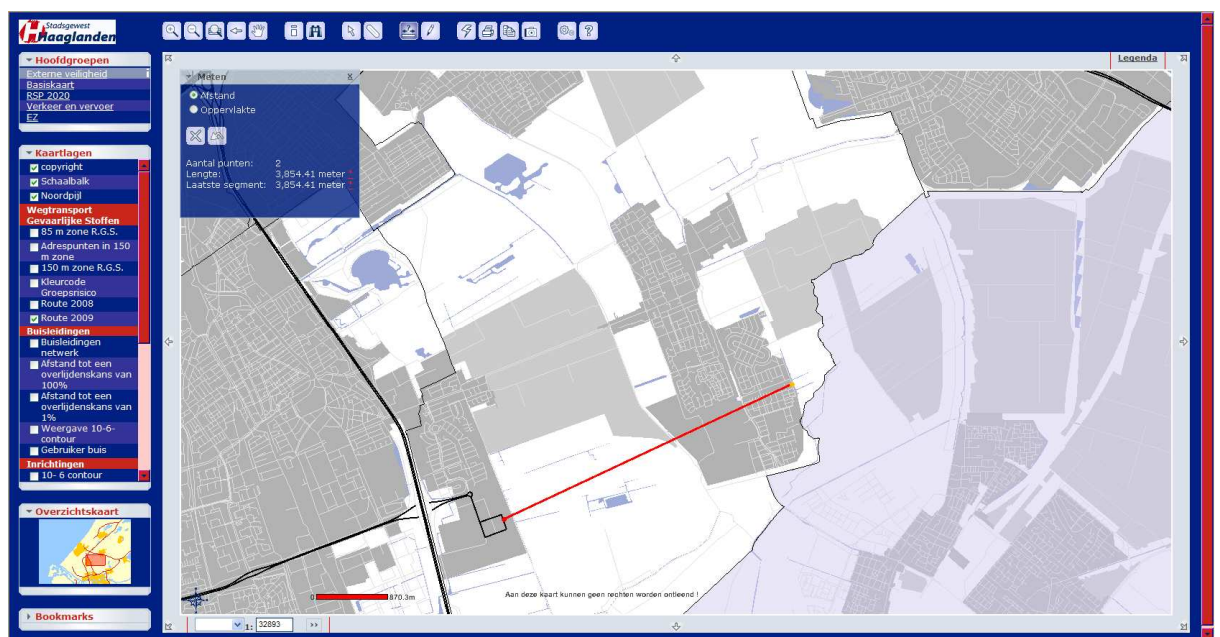 Stadsgewest
Haaglanden
Hoofdgroepen
Externe veiligheid i
Basiskaart
RSP 2020
Verkeer en vervoer
EZ
Kaartlagen
copyright
Schaalbalk
Noordpijl
Wegtransport
Gevaarlijke Stoffen
85 m zone R.G.S.
Adrespunten in 150
m zone
150 m zone R.G.S.
Kleurcode
Groepsrisico
Route 2008
Route 2009
Buisleidingen
Buisleidingen
netwerk
Afstand tot een
overlijdenskans van
100%
Afstand tot een
overlijdenskans van
1%
Weergave 10-6-
contour
Gebruiker buis
Inrichtingen
10- 6 contour
Overzichtskaart
Bookmarks
Legenda
Meten x
Afstand
Oppervlakte
Aantal punten: 2
Lengte: 3,854.41 meter *
Laatste segment: 3,854.41 meter *
0 870.3m
Aan deze kaart kunnen geen rechten worden ontleend !
1: 32893 >>